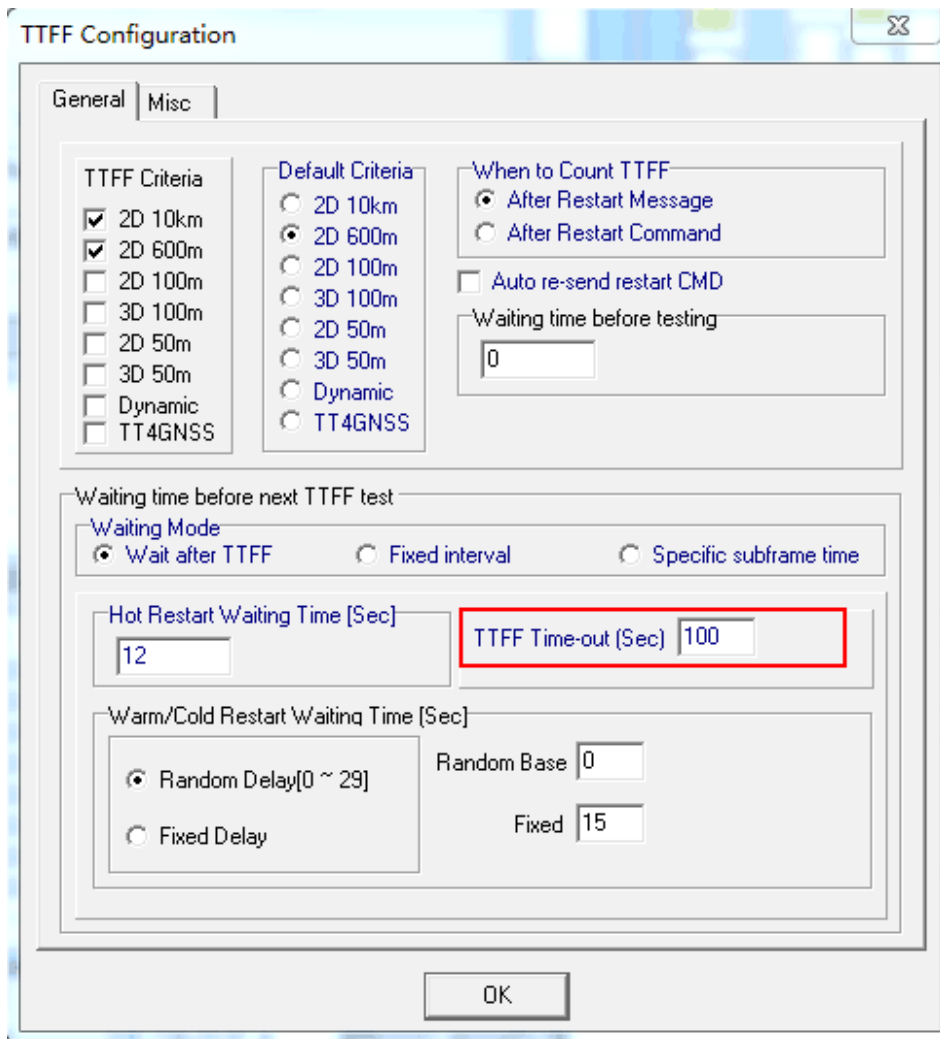 TTFF Configuration
General
Misc
TTFF Criteria
2D 10km
2D 600m
2D 100m
3D 100m
2D 50m
3D 50m
Dynamic
TT4GNSS
Default Criteria
2D 10km
2D 600m
2D 100m
3D 100m
2D 50m
3D 50m
Dynamic
TT4GNSS
When to Count TTFF
After Restart Message
After Restart Command
Auto re-send restart CMD
Waiting time before testing
0
Waiting time before next TTFF test
Waiting Mode
Wait after TTFF
Fixed interval
Specific subframe time
Hot Restart Waiting Time [Sec]
12
TTFF Time-out (Sec) 100
Warm/Cold Restart Waiting Time [Sec]
Random Delay[0 ~ 29]
Fixed Delay
Random Base 0
Fixed 15
OK